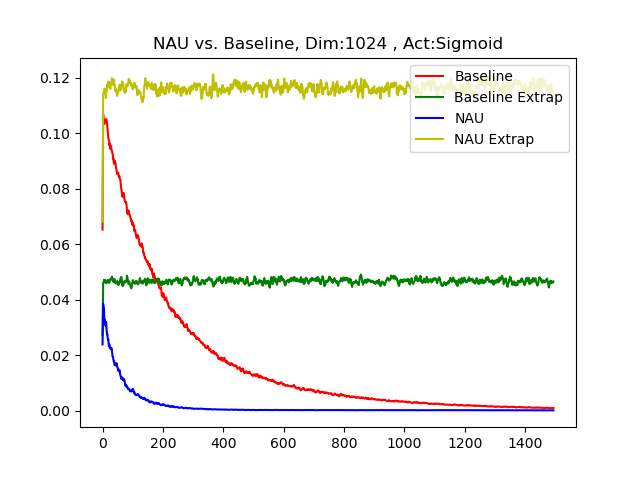 NAU vs. Baseline, Dim:1024 , Act:Sigmoid
0.12
0.10
0.08
0.06
0.04
0.02
0.00
Baseline
Baseline Extrap
NAU
NAU Extrap
0 200 400 600 800 1000 1200 1400